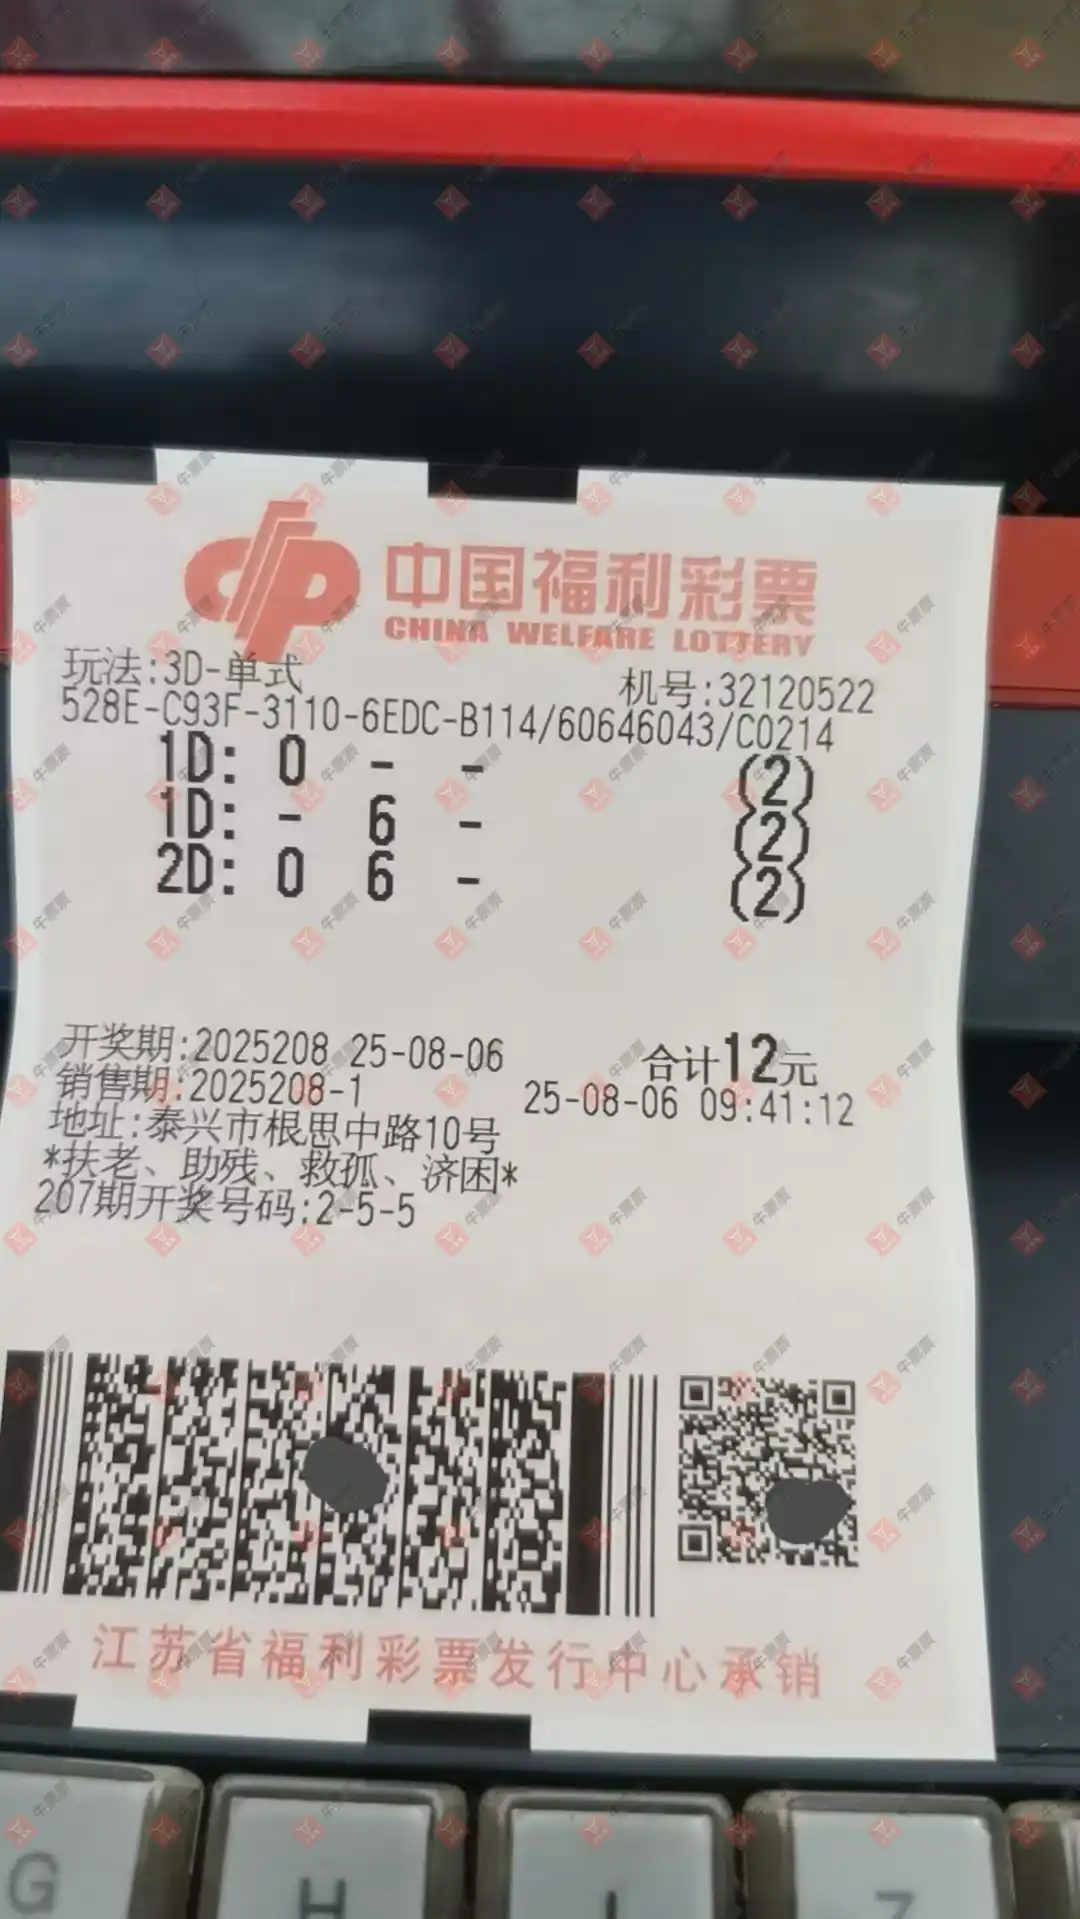 中国福利彩票
CHINA WELFARE LOTTERY
玩法:3D-单式 机号:32120522
528E-C93F-3110-6EDC-B114/60646043/C0214
1D: 0 - - (2)
1D: - 6 - (2)
2D: 0 6 - (2)
开奖期:2025208 25-08-06 合计12元
销售期:2025208-1 25-08-06 09:41:12
地址:泰兴市根思中路10号
*扶老、助残、救孤、济困*
207期开奖号码:2-5-5
江苏省福利彩票发行中心承销
牛票票
G H